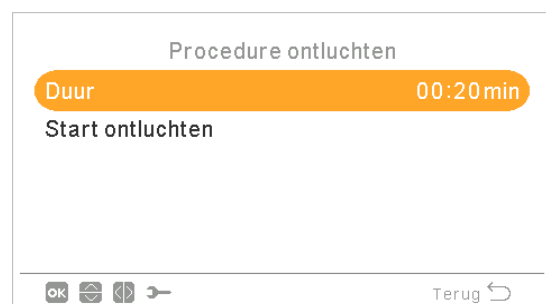 Procedure ontluchten
Duur 00:20min
Start ontluchten
OK Terug